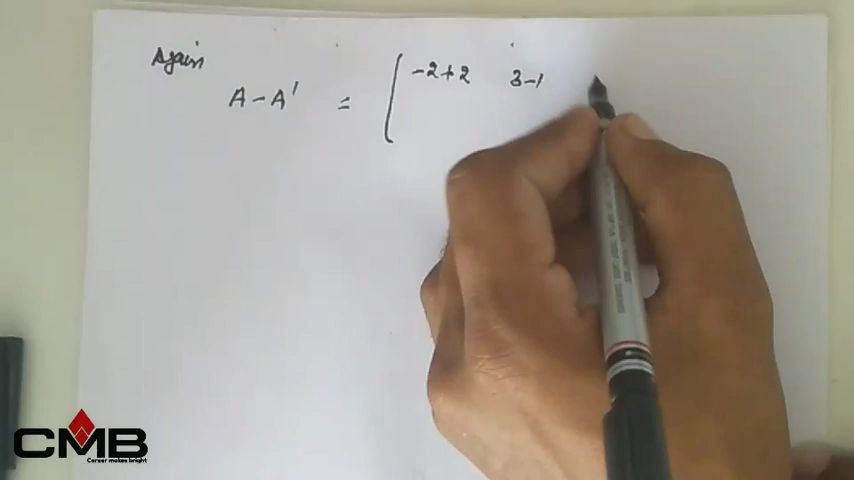 Again
A - A' = [ -2+2 3-1
CMB
Career makes bright